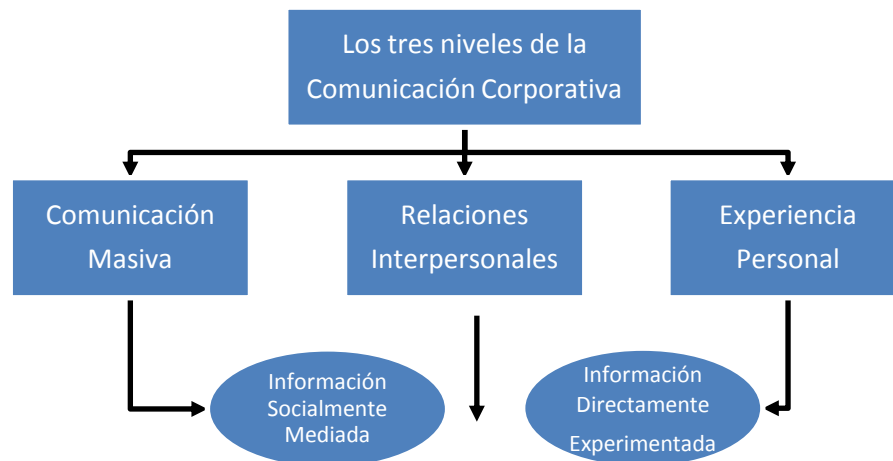 Los tres niveles de la
Comunicación Corporativa
Comunicación
Masiva
Relaciones
Interpersonales
Experiencia
Personal
Información
Socialmente
Mediada
Información
Directamente
Experimentada